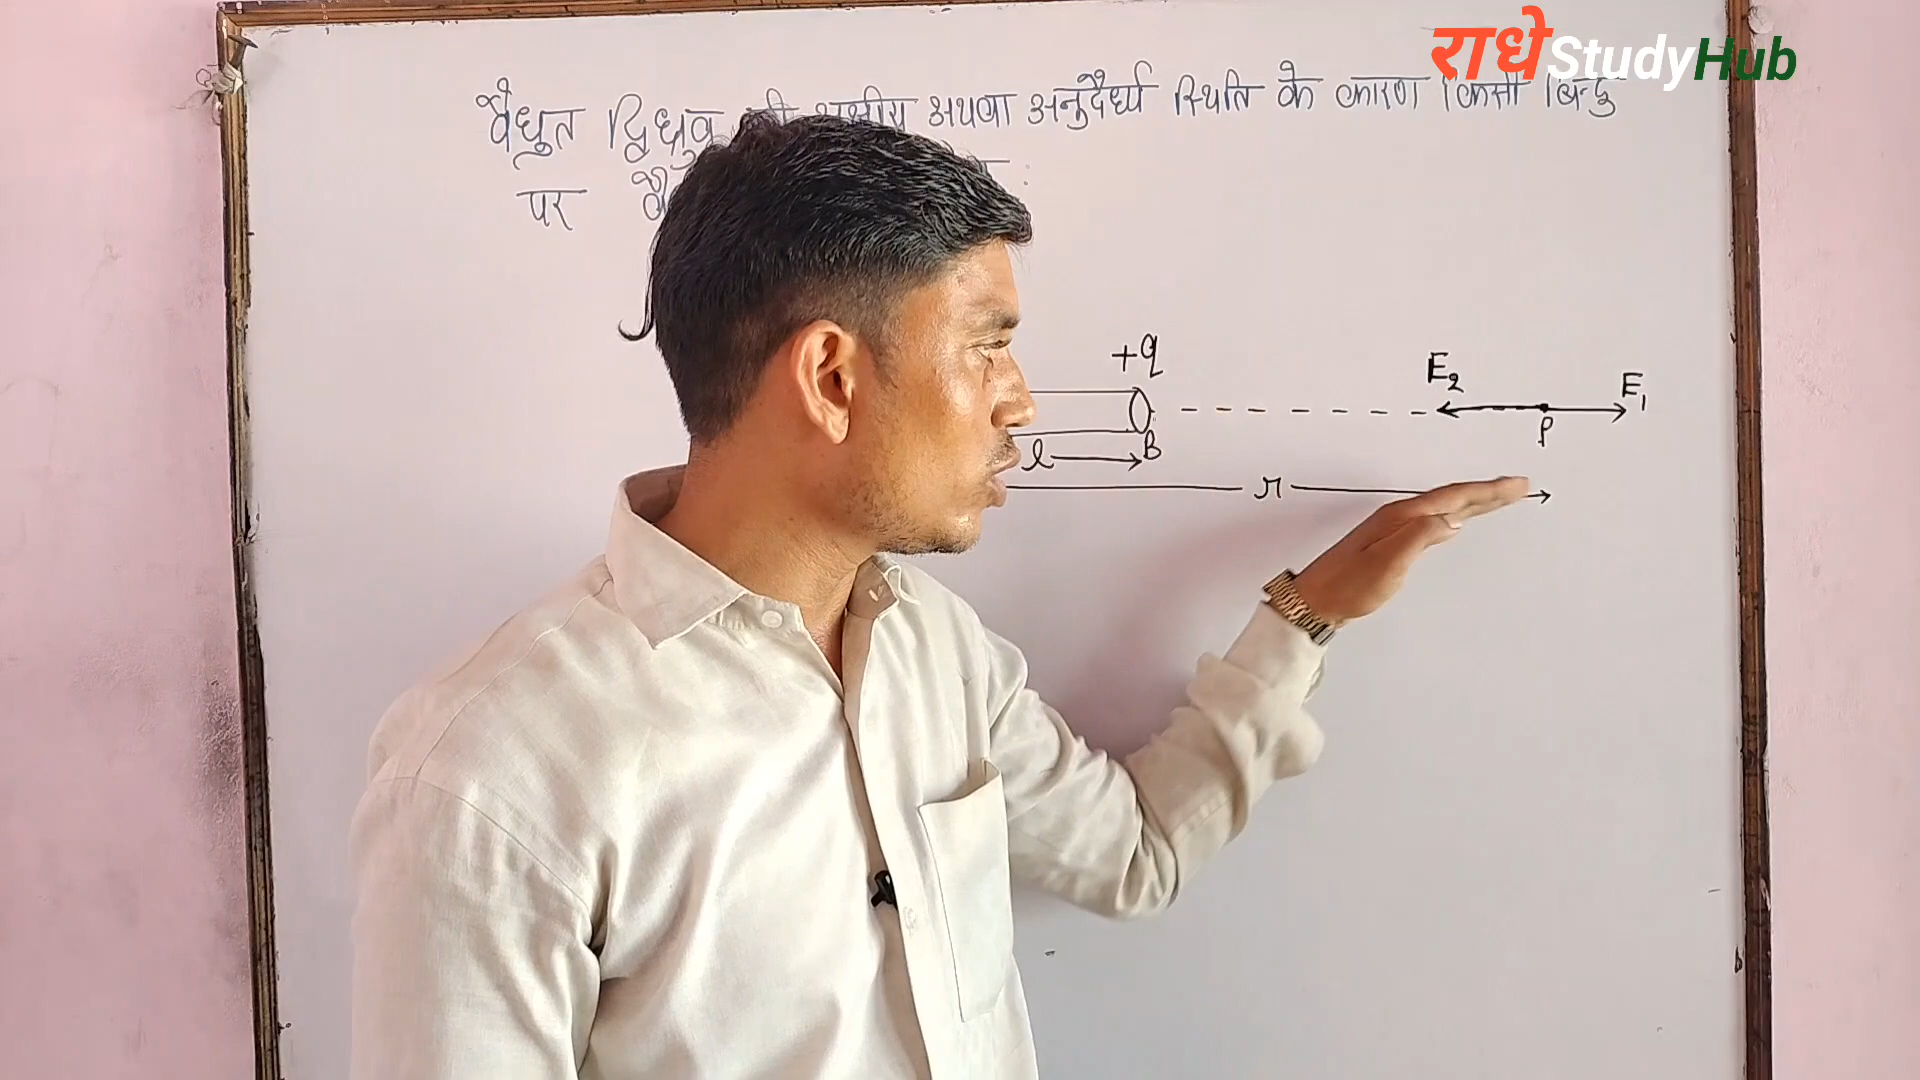 राधे StudyHub
वैधुत द्विध्रुव की अक्षीय अथवा अनुदैर्ध्य स्थिति के कारण किसी बिन्दु
पर
+q
E₂
E₁
P
B
l
r